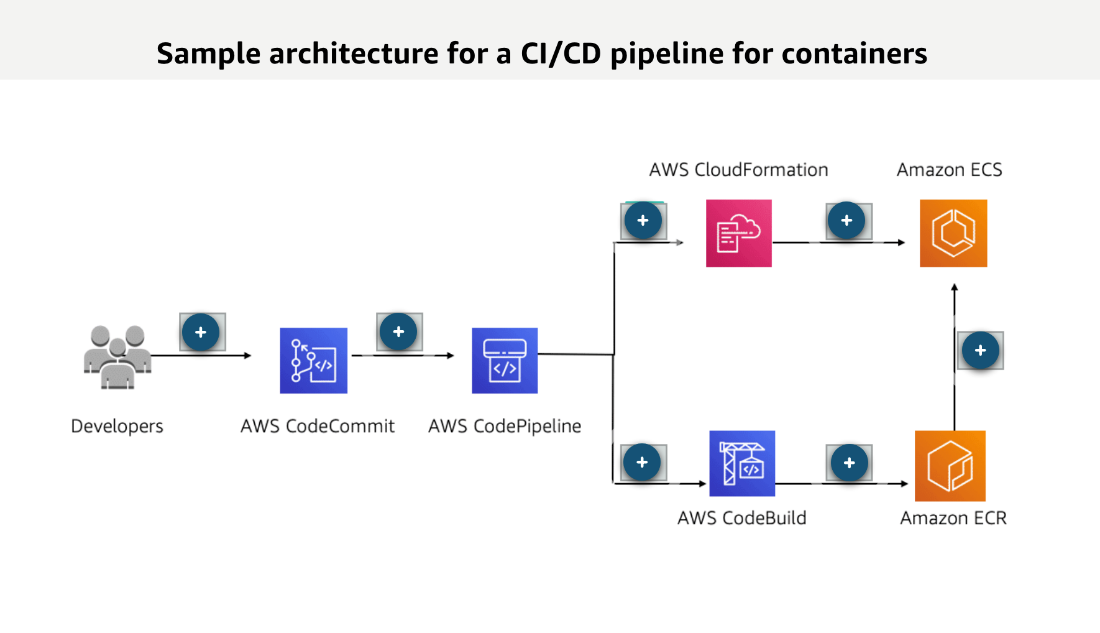 Sample architecture for a CI/CD pipeline for containers
AWS CloudFormation
Amazon ECS
+
+
+
+
+
</>
</>
Developers
AWS CodeCommit
AWS CodePipeline
+
+
</>
AWS CodeBuild
Amazon ECR